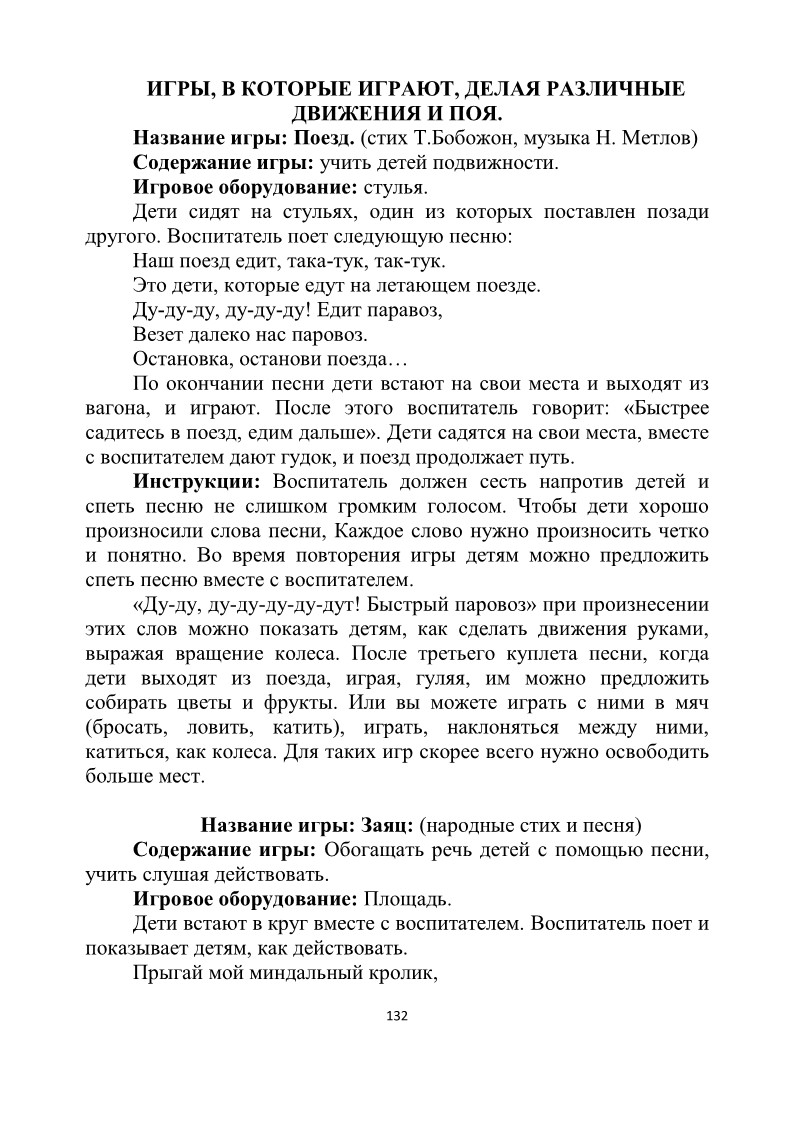 ИГРЫ, В КОТОРЫЕ ИГРАЮТ, ДЕЛАЯ РАЗЛИЧНЫЕ
ДВИЖЕНИЯ И ПОЯ.
Название игры: Поезд. (стих Т.Бобожон, музыка Н. Метлов)
Содержание игры: учить детей подвижности.
Игровое оборудование: стулья.
Дети сидят на стульях, один из которых поставлен позади
другого. Воспитатель поет следующую песню:
Наш поезд едит, така-тук, так-тук.
Это дети, которые едут на летающем поезде.
Ду-ду-ду, ду-ду-ду! Едит паравоз,
Везет далеко нас паровоз.
Остановка, останови поезда…
По окончании песни дети встают на свои места и выходят из
вагона, и играют. После этого воспитатель говорит: «Быстрее
садитесь в поезд, едим дальше». Дети садятся на свои места, вместе
с воспитателем дают гудок, и поезд продолжает путь.
Инструкции: Воспитатель должен сесть напротив детей и
спеть песню не слишком громким голосом. Чтобы дети хорошо
произносили слова песни, Каждое слово нужно произносить четко
и понятно. Во время повторения игры детям можно предложить
спеть песню вместе с воспитателем.
«Ду-ду, ду-ду-ду-ду-дут! Быстрый паровоз» при произнесении
этих слов можно показать детям, как сделать движения руками,
выражая вращение колеса. После третьего куплета песни, когда
дети выходят из поезда, играя, гуляя, им можно предложить
собирать цветы и фрукты. Или вы можете играть с ними в мяч
(бросать, ловить, катить), играть, наклоняться между ними,
катиться, как колеса. Для таких игр скорее всего нужно освободить
больше мест.
Название игры: Заяц: (народные стих и песня)
Содержание игры: Обогащать речь детей с помощью песни,
учить слушая действовать.
Игровое оборудование: Площадь.
Дети встают в круг вместе с воспитателем. Воспитатель поет и
показывает детям, как действовать.
Прыгай мой миндальный кролик,
132